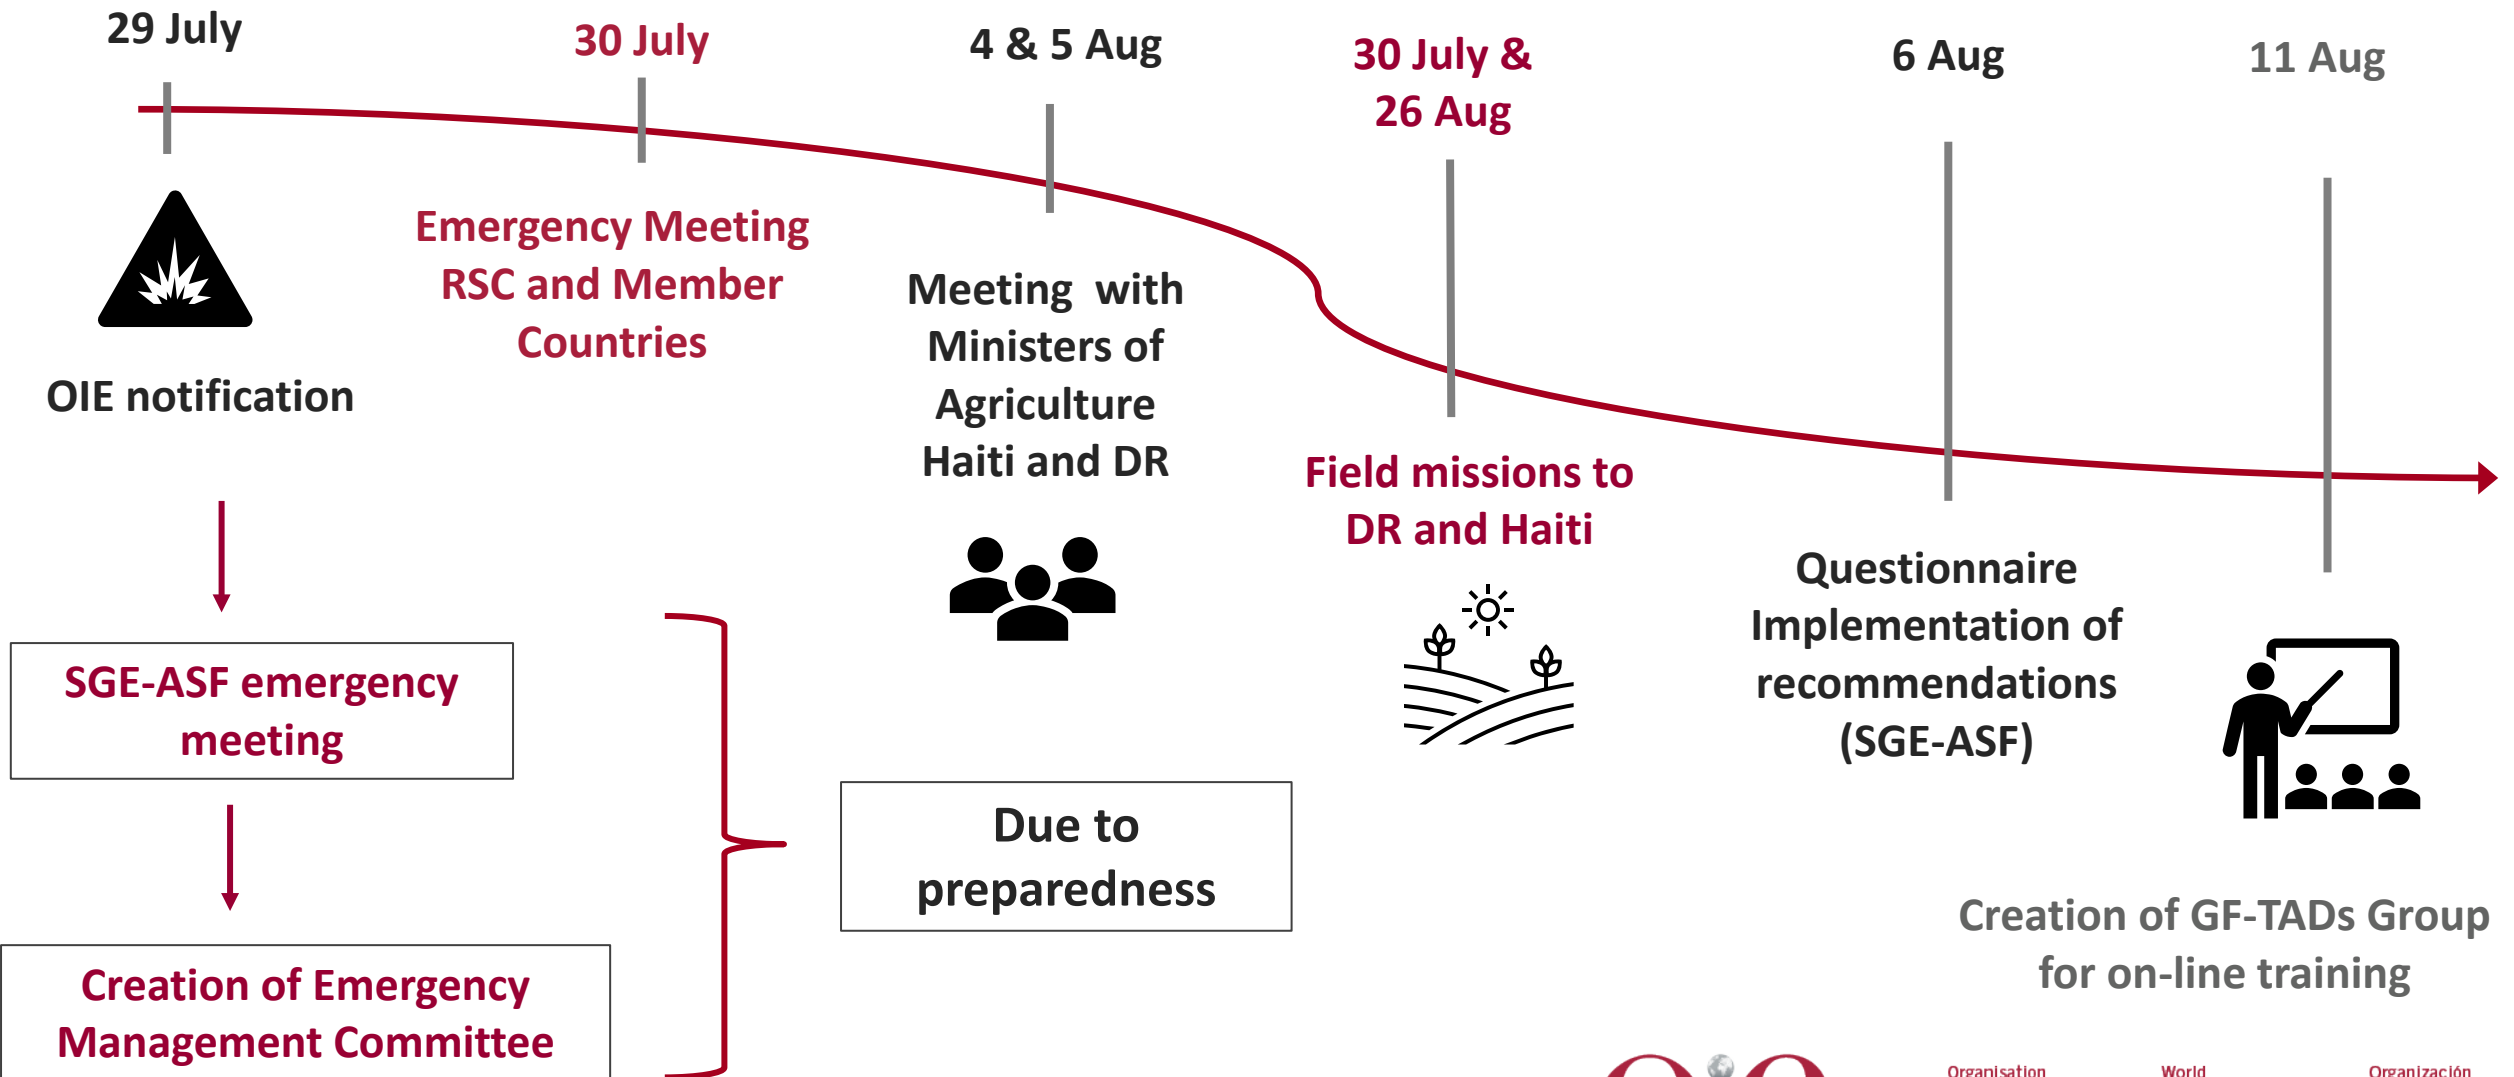 29 July
30 July
4 & 5 Aug
30 July &
26 Aug
6 Aug
11 Aug
OIE notification
Emergency Meeting
RSC and Member
Countries
Meeting with
Ministers of
Agriculture
Haiti and DR
Field missions to
DR and Haiti
Questionnaire
Implementation of
recommendations
(SGE-ASF)
Creation of GF-TADs Group
for on-line training
SGE-ASF emergency
meeting
Creation of Emergency
Management Committee
Due to
preparedness
Organisation
World
Organización